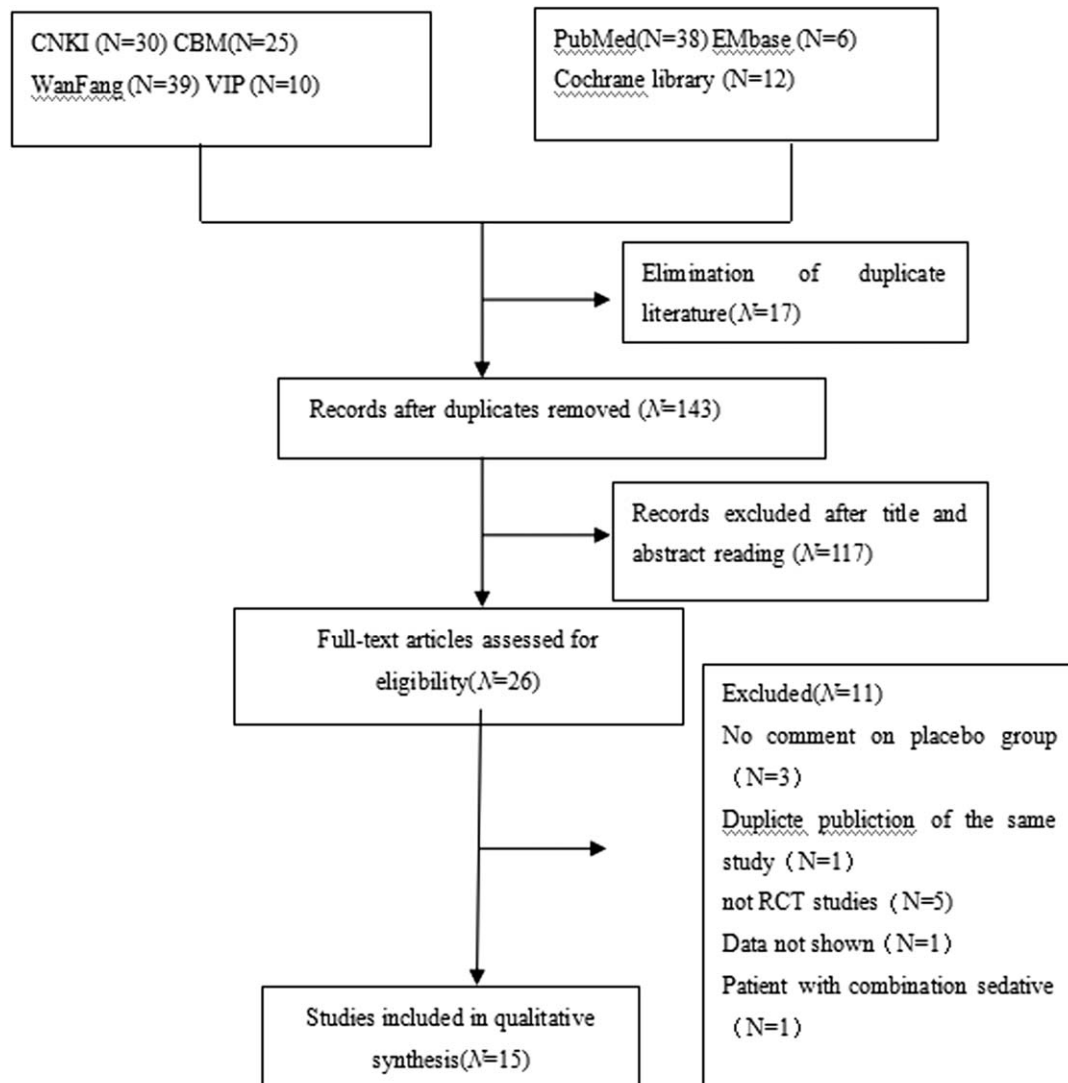 CNKI (N=30) CBM(N=25)
WanFang (N=39) VIP (N=10)
PubMed(N=38) EMbase (N=6)
Cochrane library (N=12)
Elimination of duplicate
literature(N=17)
Records after duplicates removed (N=143)
Records excluded after title and
abstract reading (N=117)
Full-text articles assessed for
eligibility(N=26)
Excluded(N=11)
No comment on placebo group
(N=3)
Duplicte publiction of the same
study (N=1)
not RCT studies (N=5)
Data not shown (N=1)
Patient with combination sedative
(N=1)
Studies included in qualitative
synthesis(N=15)